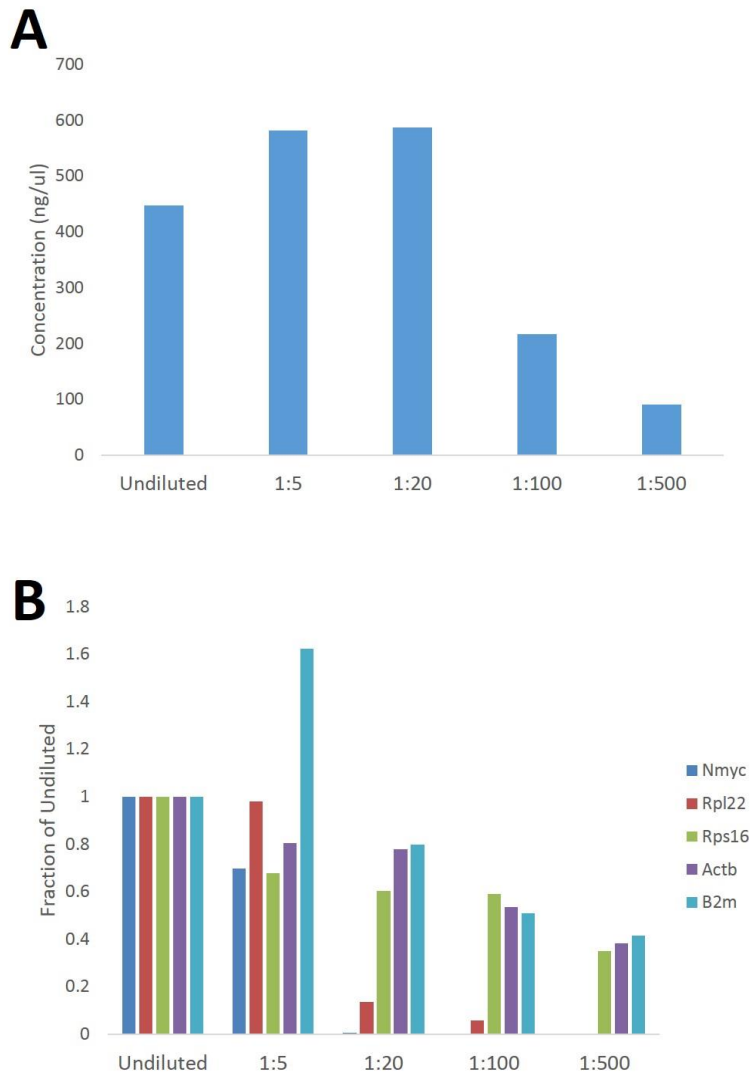 A
700
600
500
400
300
200
100
0
Concentration (ng/ul)
Undiluted 1:5 1:20 1:100 1:500
B
1.8
1.6
1.4
1.2
1
0.8
0.6
0.4
0.2
0
Fraction of Undiluted
Nmyc
Rpl22
Rps16
Actb
B2m
Undiluted 1:5 1:20 1:100 1:500